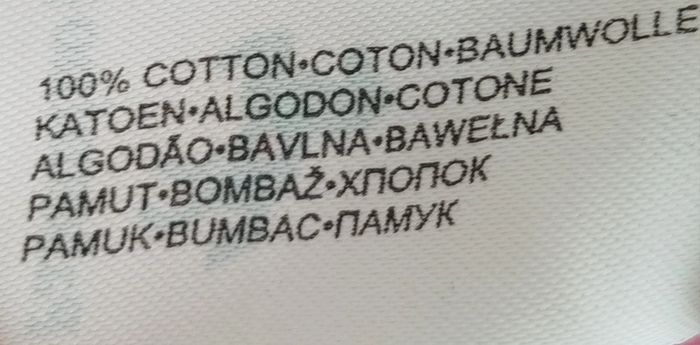 100% COTTON•COTON•BAUMWOLLE
KATOEN•ALGODON•COTONE
ALGODÃO•BAVLNA•BAWEŁNA
PAMUT•BOMBAŽ•ХЛОПОК
PAMUK•BUMBAC•ПАМУК